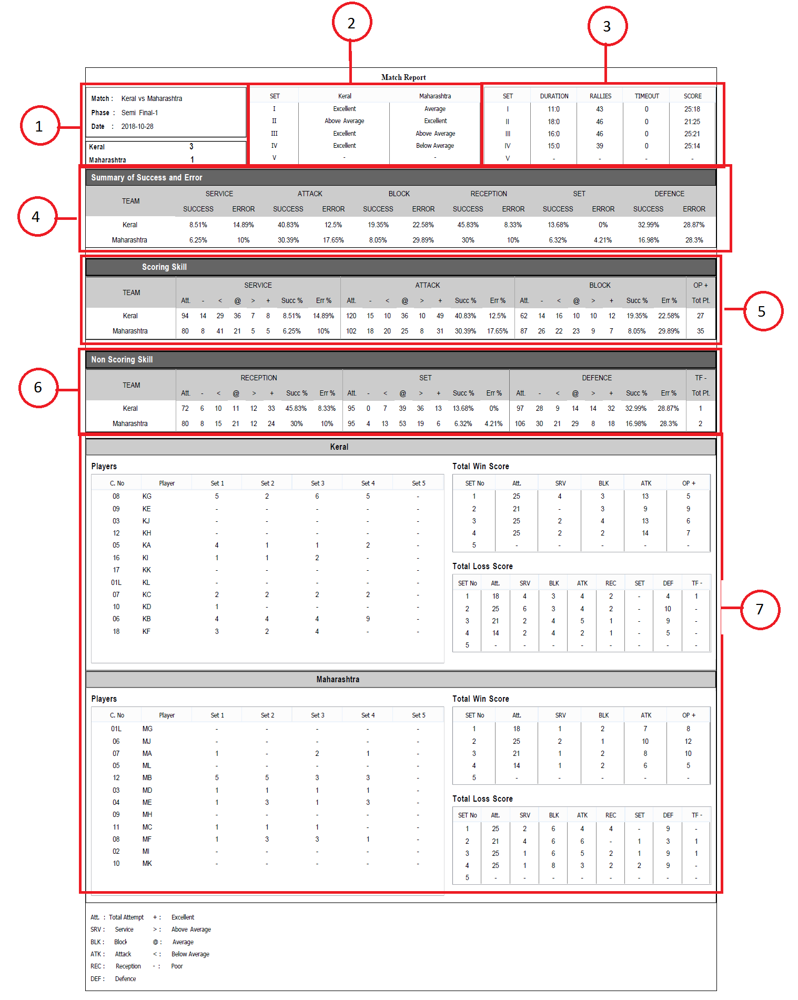 2
3
Match Report
1
Match : Keral vs Maharashtra
Phase : Semi Final-1
Date : 2018-10-28
Keral 3
Maharashtra 1
SET Keral Maharashtra
I Excellent Average
II Above Average Excellent
III Excellent Above Average
IV Excellent Below Average
V - -
SET DURATION RALLIES TIMEOUT SCORE
I 11:0 43 0 25:18
II 18:0 46 0 21:25
III 16:0 46 0 25:21
IV 15:0 39 0 25:14
V - - - -
4
Summary of Success and Error
TEAM SERVICE ATTACK BLOCK RECEPTION SET DEFENCE
SUCCESS ERROR SUCCESS ERROR SUCCESS ERROR SUCCESS ERROR SUCCESS ERROR SUCCESS ERROR
Keral 8.51% 14.89% 40.83% 12.5% 19.35% 22.58% 45.83% 8.33% 13.68% 0% 32.99% 28.87%
Maharashtra 6.25% 10% 30.39% 17.65% 8.05% 29.89% 30% 10% 6.32% 4.21% 16.98% 28.3%
5
Scoring Skill
TEAM SERVICE ATTACK BLOCK OP +
Att. - < @ > + Succ % Err % Att. - < @ > + Succ % Err % Att. - < @ > + Succ % Err % Tot Pt.
Keral 94 14 29 36 7 8 8.51% 14.89% 120 15 10 36 10 49 40.83% 12.5% 62 14 16 10 10 12 19.35% 22.58% 27
Maharashtra 80 8 41 21 5 5 6.25% 10% 102 18 20 25 8 31 30.39% 17.65% 87 26 22 23 9 7 8.05% 29.89% 35
6
Non Scoring Skill
TEAM RECEPTION SET DEFENCE TF -
Att. - < @ > + Succ % Err % Att. - < @ > + Succ % Err % Att. - < @ > + Succ % Err % Tot Pt.
Keral 72 6 10 11 12 33 45.83% 8.33% 95 0 7 39 36 13 13.68% 0% 97 28 9 14 14 32 32.99% 28.87% 1
Maharashtra 80 8 15 21 12 24 30% 10% 95 4 13 53 19 6 6.32% 4.21% 106 30 21 29 8 18 16.98% 28.3% 2
7
Keral
Players
C. No Player Set 1 Set 2 Set 3 Set 4 Set 5
08 KG 5 2 6 5 -
09 KE - - - - -
03 KJ - - - - -
12 KH - - - - -
05 KA 4 1 1 2 -
16 KI 1 1 2 - -
17 KK - - - - -
01L KL - - - - -
07 KC 2 2 2 2 -
10 KD 1 - - - -
06 KB 4 4 4 9 -
18 KF 3 2 4 - -
Total Win Score
SET No Att. SRV BLK ATK OP +
1 25 4 3 13 5
2 21 - 3 9 9
3 25 2 4 13 6
4 25 2 2 14 7
5 - - - - -
Total Loss Score
SET No Att. SRV BLK ATK REC SET DEF TF -
1 18 4 3 4 2 - 4 1
2 25 6 3 4 2 - 10 -
3 21 2 4 5 1 - 9 -
4 14 2 4 2 1 - 5 -
5 - - - - - - - -
Maharashtra
Players
C. No Player Set 1 Set 2 Set 3 Set 4 Set 5
01L MG - - - - -
06 MJ - - - - -
07 MA 1 - 2 1 -
05 ML - - - - -
12 MB 5 5 3 3 -
03 MD 1 1 1 1 -
04 ME 1 3 1 3 -
09 MH - - - - -
11 MC 1 1 1 - -
08 MF 1 3 3 1 -
02 MI - - - - -
10 MK - - - - -
Total Win Score
SET No Att. SRV BLK ATK OP +
1 18 1 2 7 8
2 25 2 1 10 12
3 21 1 2 8 10
4 14 1 2 6 5
5 - - - - -
Total Loss Score
SET No Att. SRV BLK ATK REC SET DEF TF -
1 25 2 6 4 4 - 9 -
2 21 4 6 6 - 1 3 1
3 25 1 6 5 2 1 9 1
4 25 1 8 3 2 2 9 -
5 - - - - - - - -
Att. : Total Attempt + : Excellent
SRV : Service > : Above Average
BLK : Block @ : Average
ATK : Attack < : Below Average
REC : Reception - : Poor
DEF : Defence